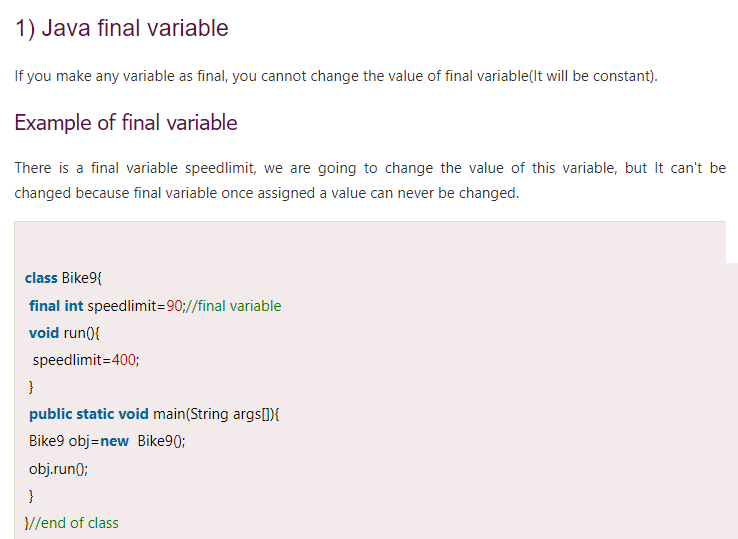 1) Java final variable
If you make any variable as final, you cannot change the value of final variable(It will be constant).
Example of final variable
There is a final variable speedlimit, we are going to change the value of this variable, but It can't be
changed because final variable once assigned a value can never be changed.
class Bike9{
final int speedlimit=90;//final variable
void run(){
speedlimit=400;
}
public static void main(String args[]){
Bike9 obj=new  Bike9();
obj.run();
}
}//end of class